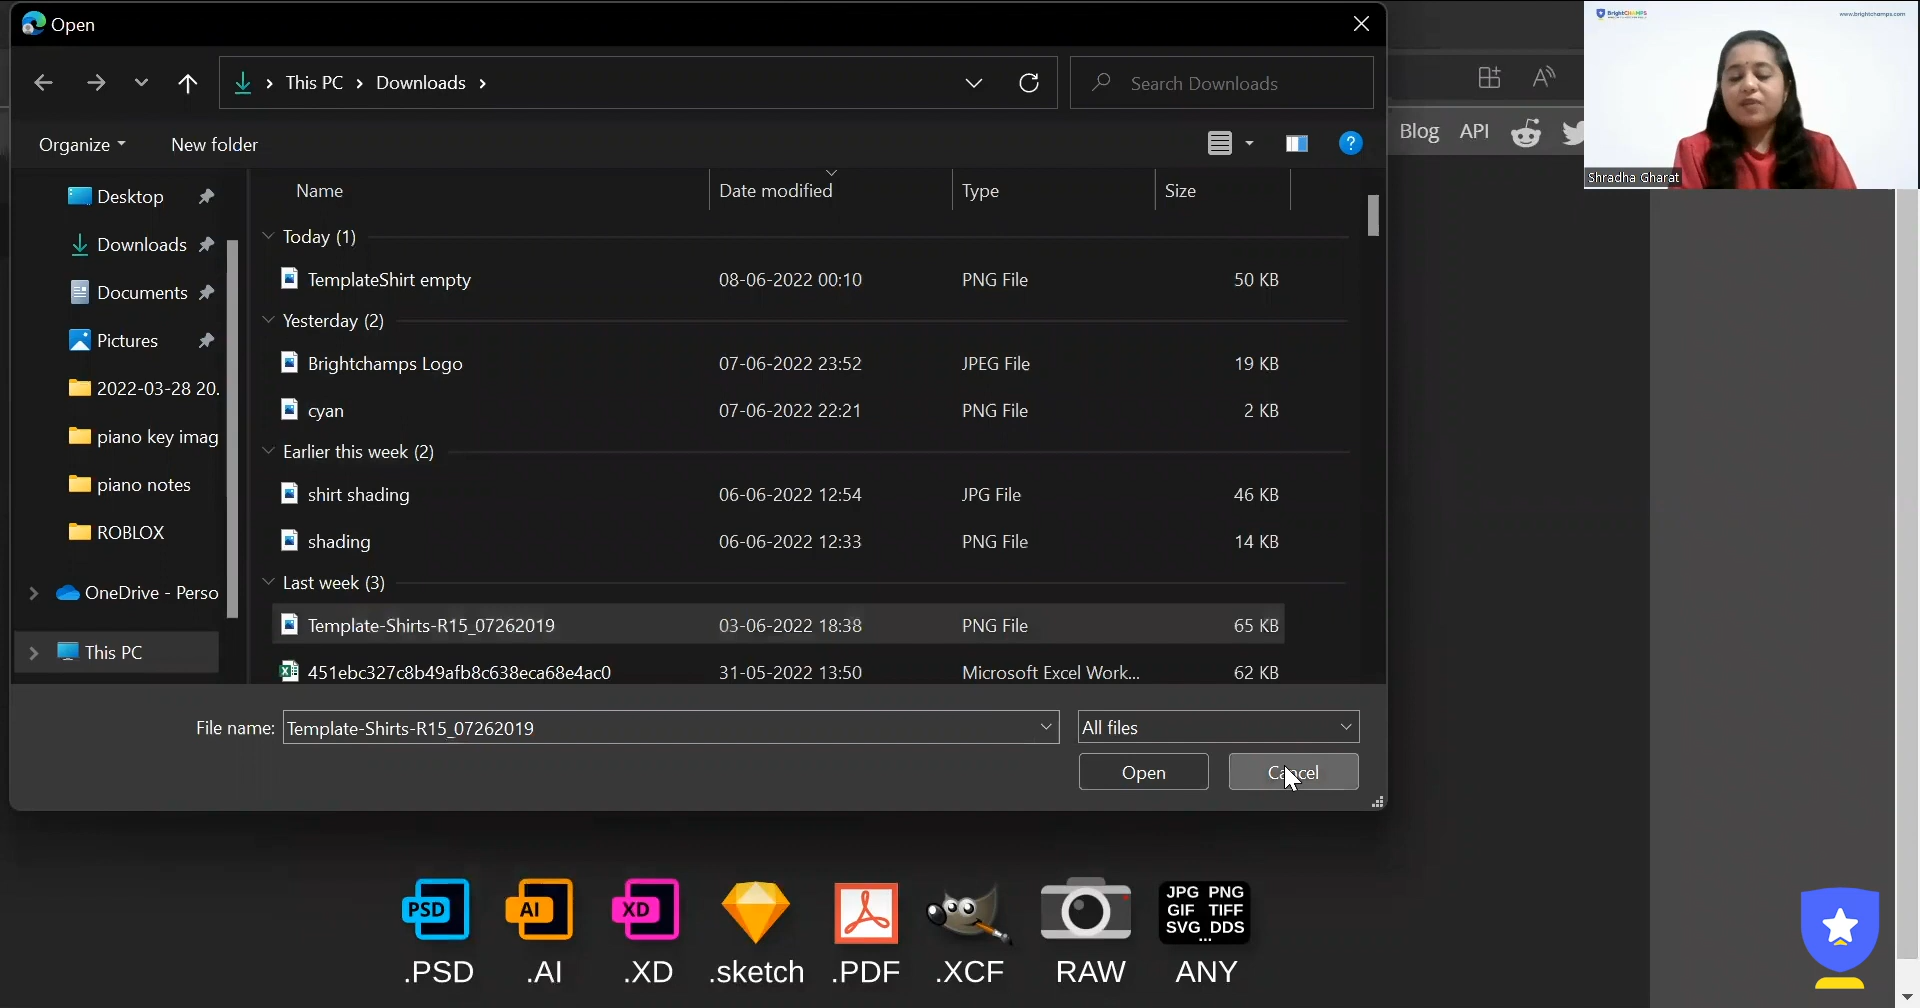 Open
This PC > Downloads >
Search Downloads
Organize
New folder
?
Blog API
BrightCHAMPS
www.brightchamps.com
Shradha Gharat
Desktop
Downloads
Documents
Pictures
2022-03-28 20.
piano key imag
piano notes
ROBLOX
OneDrive - Perso
This PC
Name Date modified Type Size
Today (1)
TemplateShirt empty 08-06-2022 00:10 PNG File 50 KB
Yesterday (2)
Brightchamps Logo 07-06-2022 23:52 JPEG File 19 KB
cyan 07-06-2022 22:21 PNG File 2 KB
Earlier this week (2)
shirt shading 06-06-2022 12:54 JPG File 46 KB
shading 06-06-2022 12:33 PNG File 14 KB
Last week (3)
Template-Shirts-R15_07262019 03-06-2022 18:38 PNG File 65 KB
451ebc327c8b49afb8c638eca68e4ac0 31-05-2022 13:50 Microsoft Excel Work... 62 KB
File name: Template-Shirts-R15_07262019
All files
Open
Cancel
PSD
AI
XD
JPG PNG
GIF TIFF
SVG DDS
...
.PSD .AI .XD .sketch .PDF .XCF RAW ANY